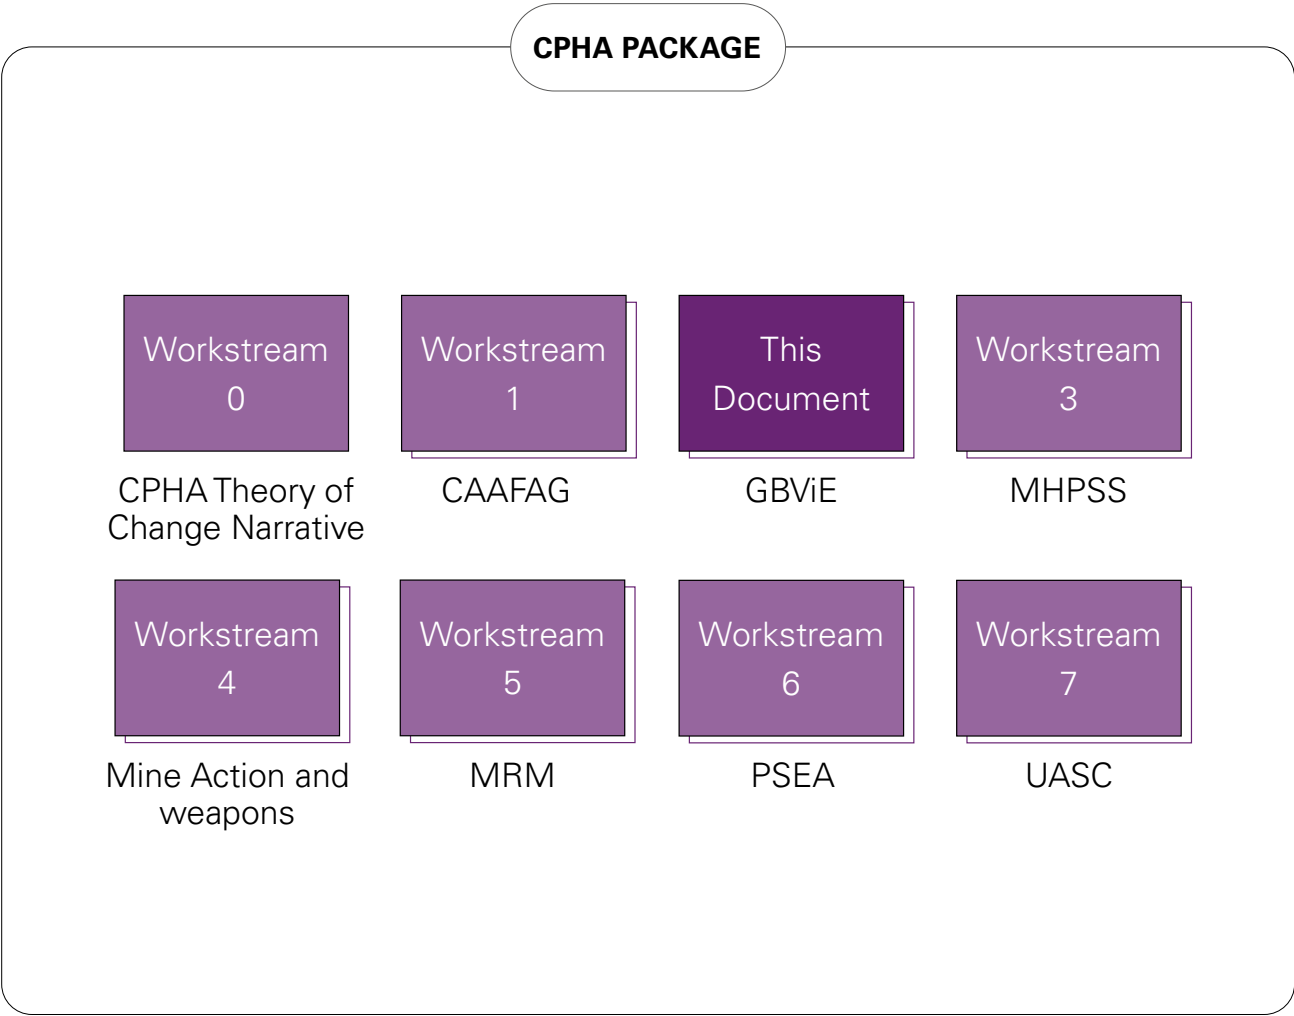 CPHA PACKAGE
Workstream
0
CPHA Theory of
Change Narrative
Workstream
1
CAAFAG
This
Document
GBViE
Workstream
3
MHPSS
Workstream
4
Mine Action and
weapons
Workstream
5
MRM
Workstream
6
PSEA
Workstream
7
UASC